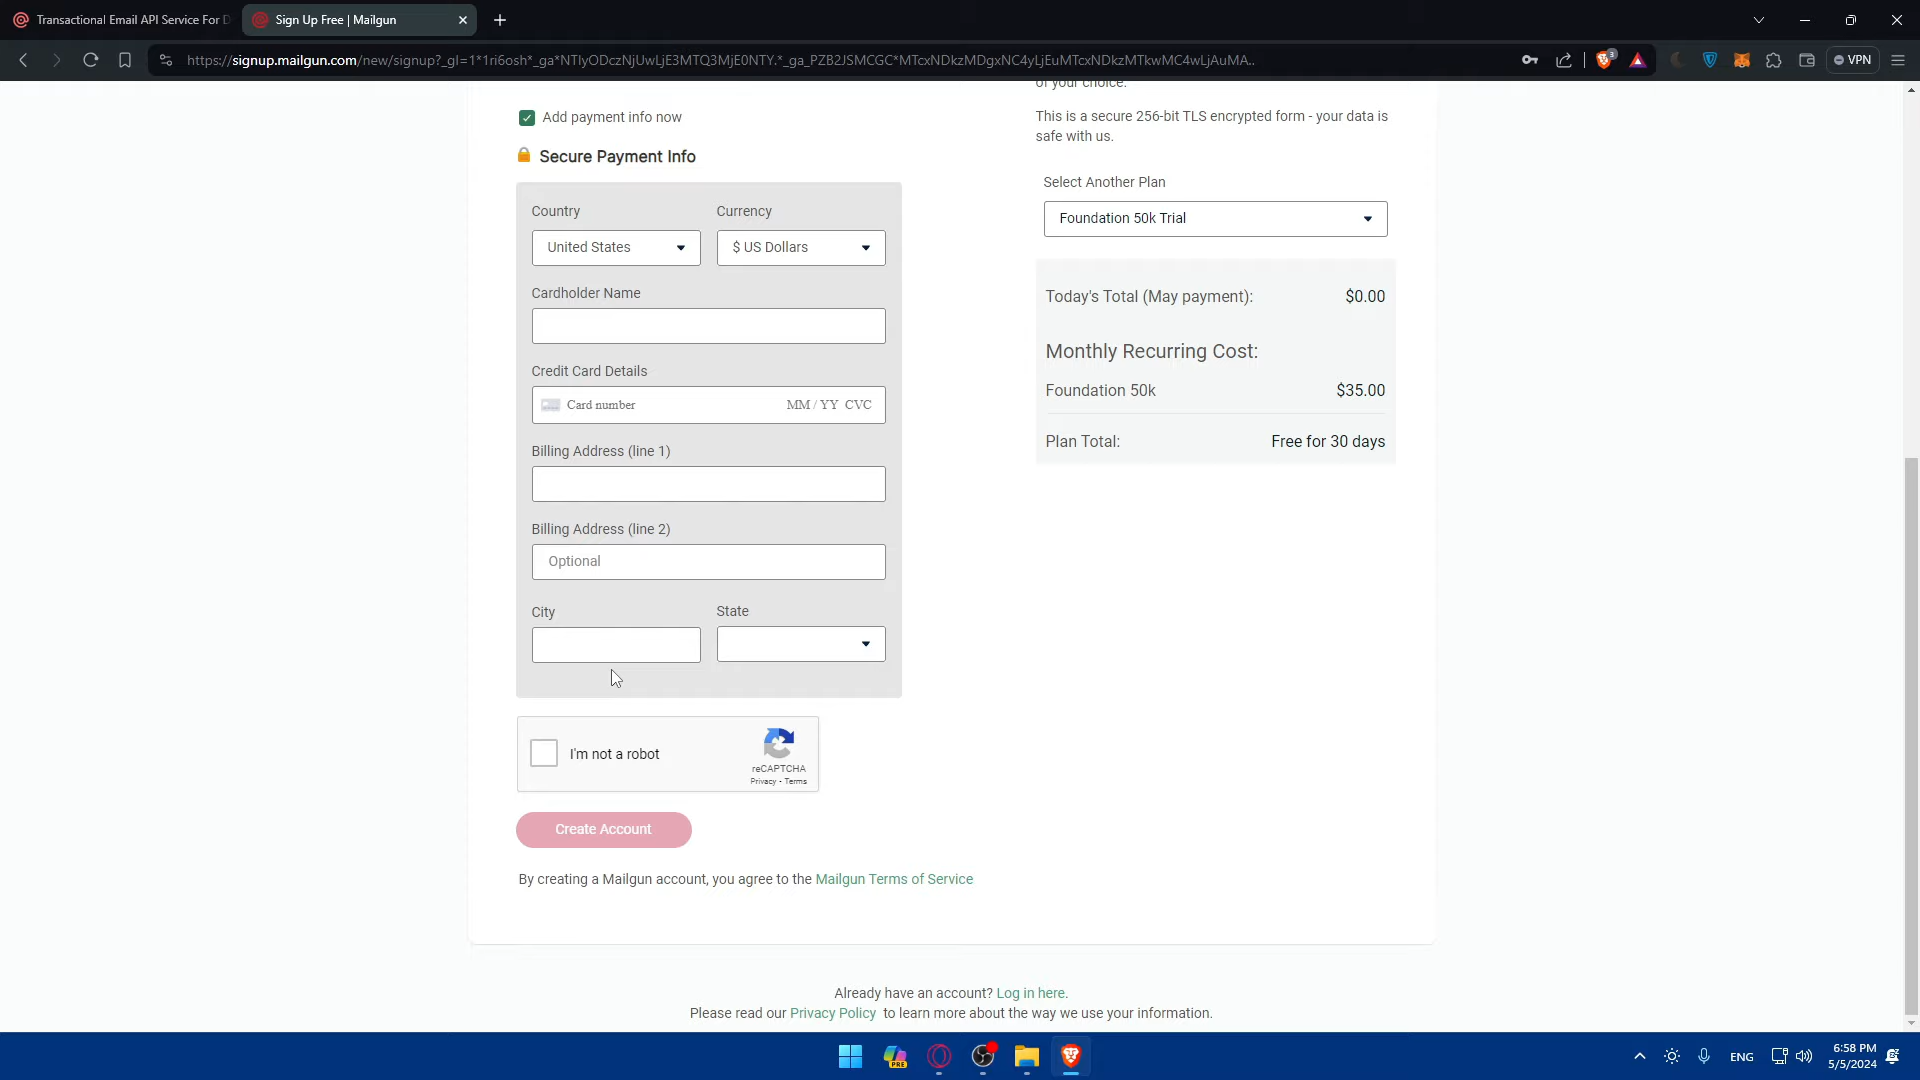 Transactional Email API Service For D
Sign Up Free | Mailgun
https://signup.mailgun.com/new/signup?_gl=1*1ri6osh*_ga*NTIyODczNjUwLjE3MTQ3MjE0NTY.*_ga_PZB2JSMCGC*MTcxNDkzMDgxNC4yLjEuMTcxNDkzMTkwMC4wLjAuMA..
3
VPN
of your choice.
Add payment info now
This is a secure 256-bit TLS encrypted form - your data is
safe with us.
Secure Payment Info
Select Another Plan
Foundation 50k Trial
Country
Currency
United States
$ US Dollars
Cardholder Name
Today's Total (May payment): $0.00
Monthly Recurring Cost:
Credit Card Details
Foundation 50k $35.00
Card number MM / YY CVC
Plan Total: Free for 30 days
Billing Address (line 1)
Billing Address (line 2)
Optional
City
State
I'm not a robot
reCAPTCHA
Privacy - Terms
Create Account
By creating a Mailgun account, you agree to the Mailgun Terms of Service
Already have an account? Log in here.
Please read our Privacy Policy to learn more about the way we use your information.
PRE
ENG
6:58 PM
5/5/2024